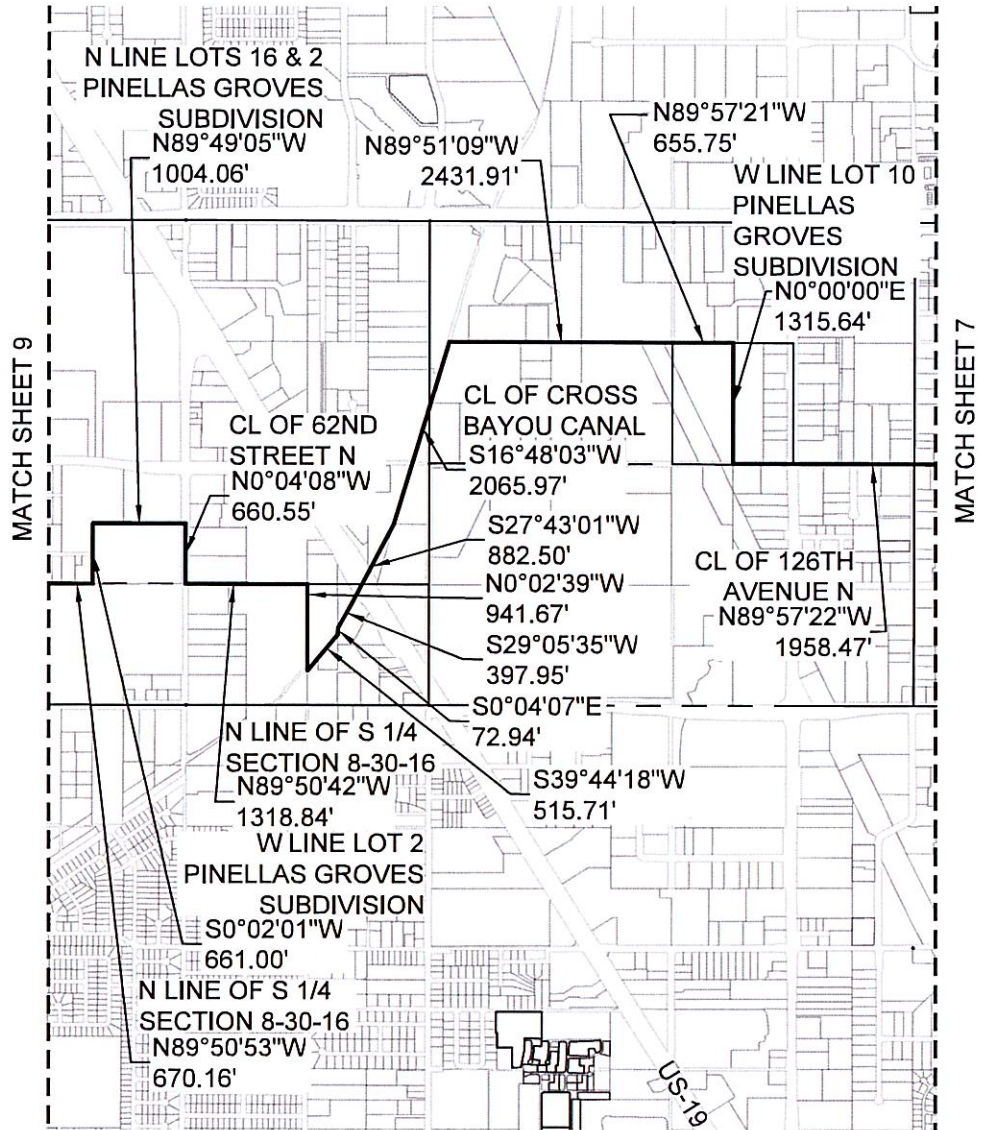 N LINE LOTS 16 & 2
PINELLAS GROVES
SUBDIVISION
N89°49'05"W
1004.06'
N89°51'09"W
2431.91'
N89°57'21"W
655.75'
W LINE LOT 10
PINELLAS
GROVES
SUBDIVISION
N0°00'00"E
1315.64'
MATCH SHEET 9
MATCH SHEET 7
CL OF 62ND
STREET N
N0°04'08"W
660.55'
CL OF CROSS
BAYOU CANAL
S16°48'03"W
2065.97'
S27°43'01"W
882.50'
N0°02'39"W
941.67'
S29°05'35"W
397.95'
S0°04'07"E
72.94'
CL OF 126TH
AVENUE N
N89°57'22"W
1958.47'
N LINE OF S 1/4
SECTION 8-30-16
N89°50'42"W
1318.84'
S39°44'18"W
515.71'
W LINE LOT 2
PINELLAS GROVES
SUBDIVISION
S0°02'01"W
661.00'
N LINE OF S 1/4
SECTION 8-30-16
N89°50'53"W
670.16'
US-19